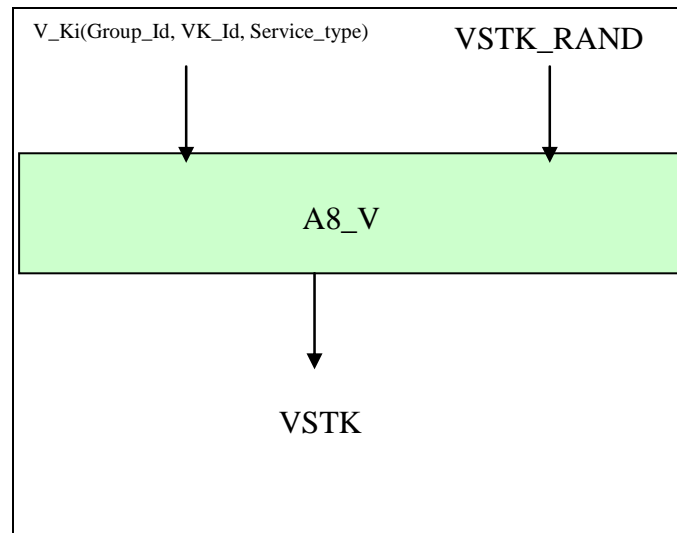 V_Ki(Group_Id, VK_Id, Service_type)
VSTK_RAND
A8_V
VSTK